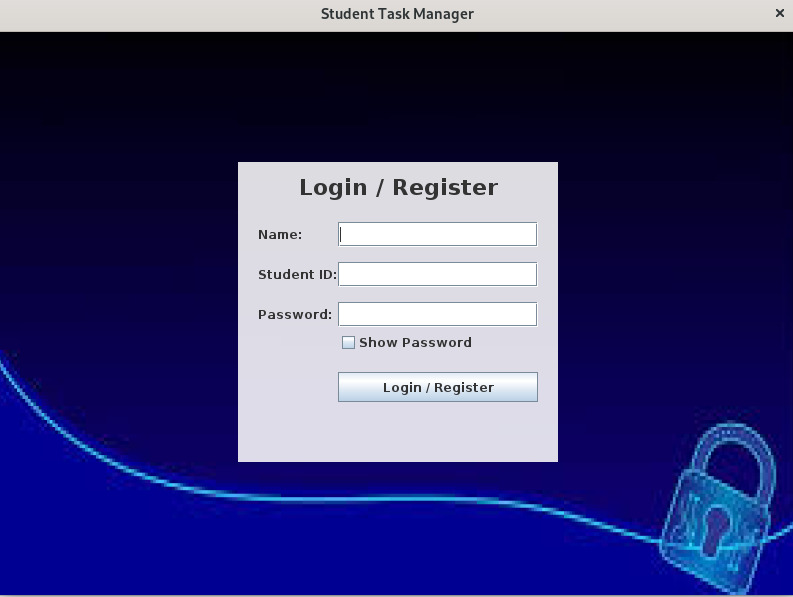 Student Task Manager
Login / Register
Name:
Student ID:
Password:
Show Password
Login / Register